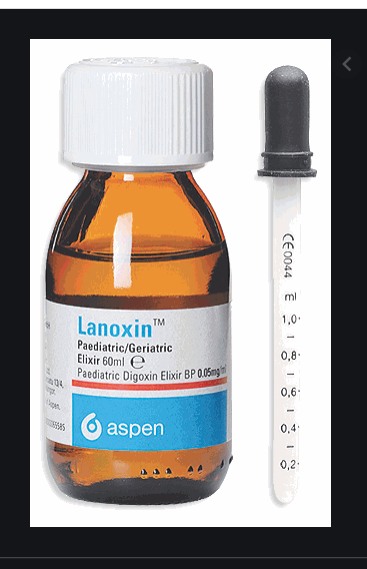 Lanoxin™
Paediatric/Geriatric
Elixir 60ml ℮
Paediatric Digoxin Elixir BP 0.05mg/ml
aspen
CE0044
ml
1,0
0,8
0,6
0,4
0,2